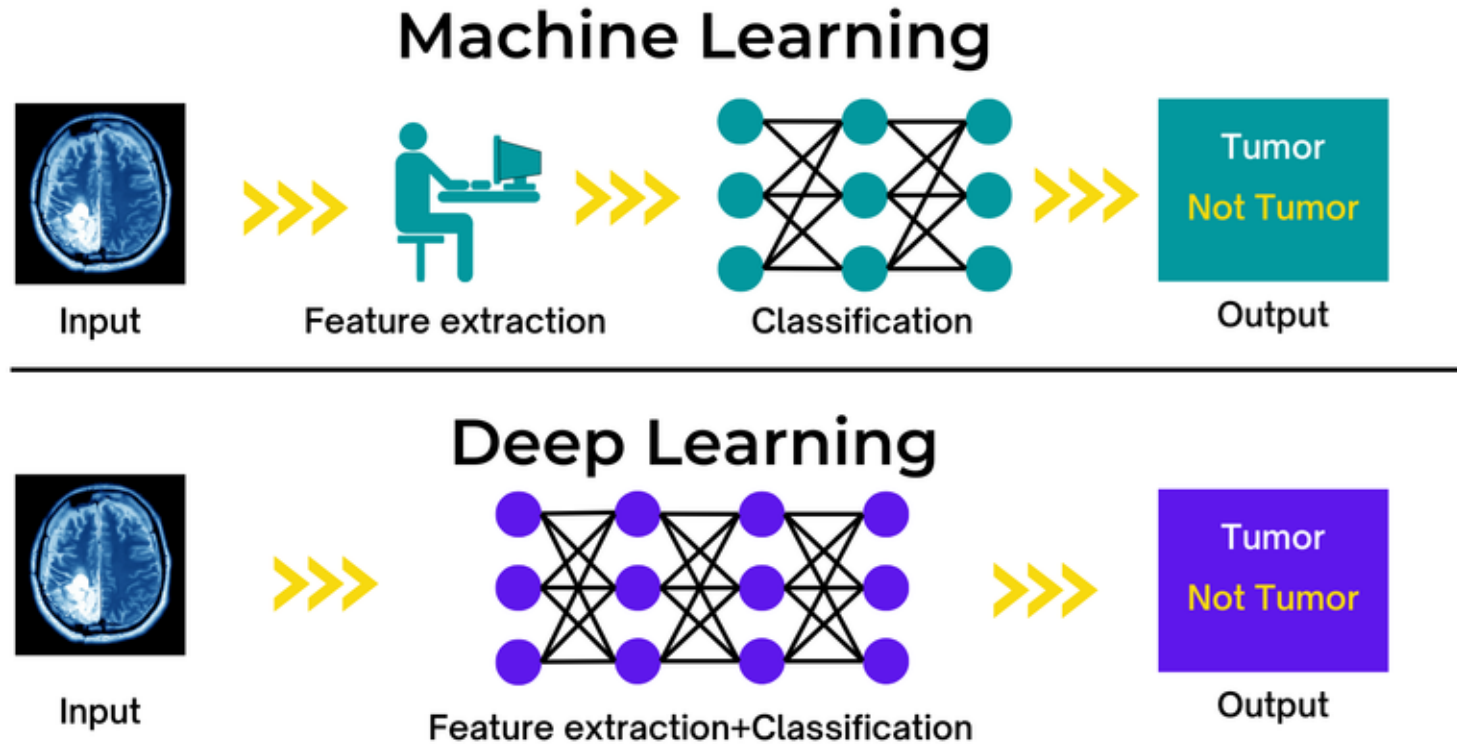 Machine Learning
Tumor
Not Tumor
Input
Feature extraction
Classification
Output
Deep Learning
Tumor
Not Tumor
Input
Feature extraction+Classification
Output